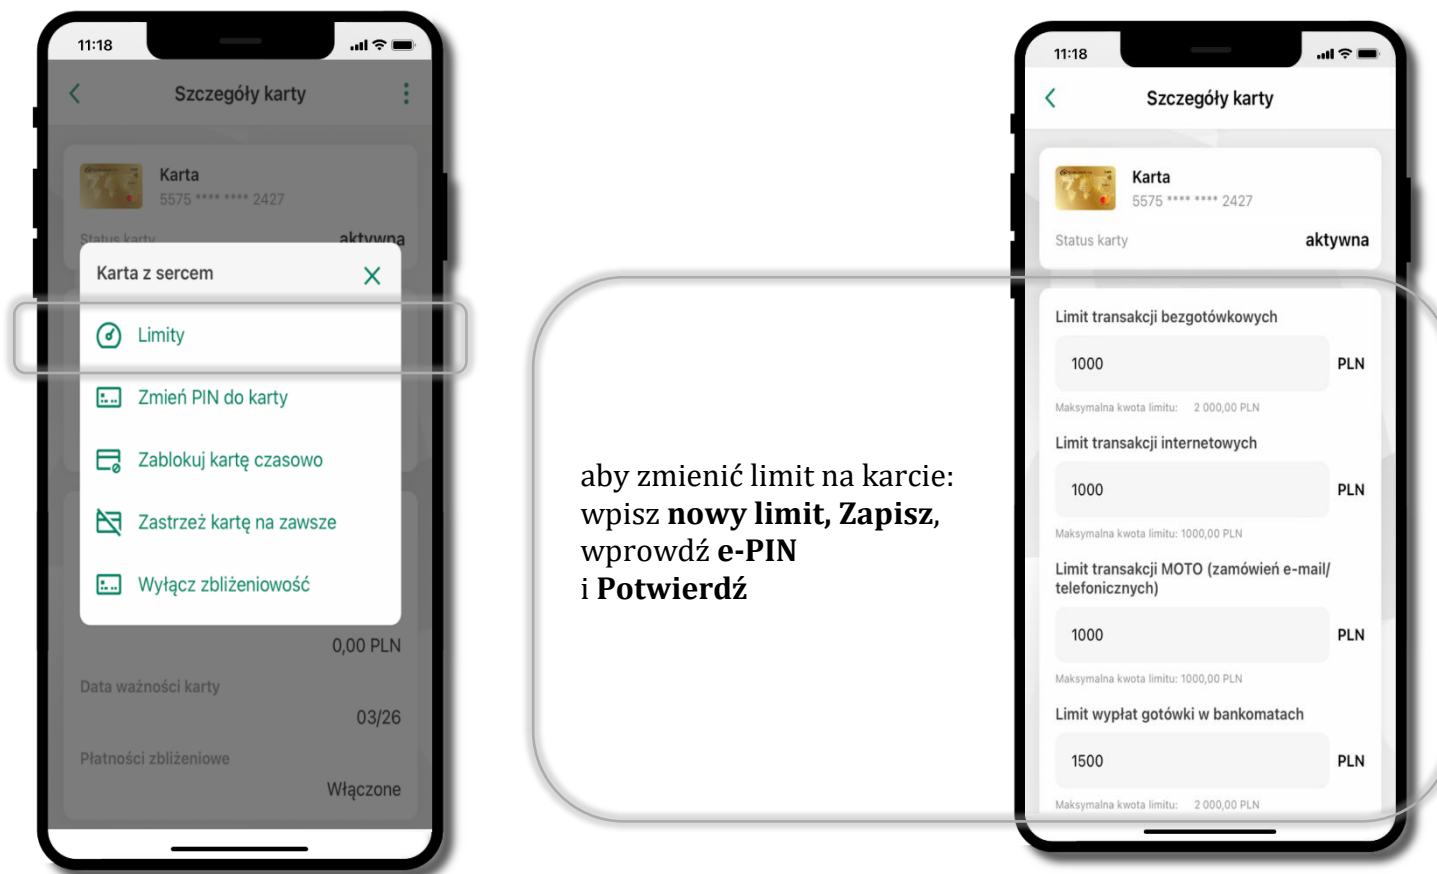 11:18
Szczegóły karty
Karta
5575 **** **** 2427
Status karty
aktywna
Karta z sercem
Limity
Zmień PIN do karty
Zablokuj kartę czasowo
Zastrzeż kartę na zawsze
Wyłącz zbliżeniowość
0,00 PLN
Data ważności karty
03/26
Płatności zbliżeniowe
Włączone
aby zmienić limit na karcie:
wpisz nowy limit, Zapisz,
wprowdź e-PIN
i Potwierdź
11:18
Szczegóły karty
Karta
5575 **** **** 2427
Status karty
aktywna
Limit transakcji bezgotówkowych
1000 PLN
Maksymalna kwota limitu: 2 000,00 PLN
Limit transakcji internetowych
1000 PLN
Maksymalna kwota limitu: 1000,00 PLN
Limit transakcji MOTO (zamówień e-mail/
telefonicznych)
1000 PLN
Maksymalna kwota limitu: 1000,00 PLN
Limit wypłat gotówki w bankomatach
1500 PLN
Maksymalna kwota limitu: 2 000,00 PLN